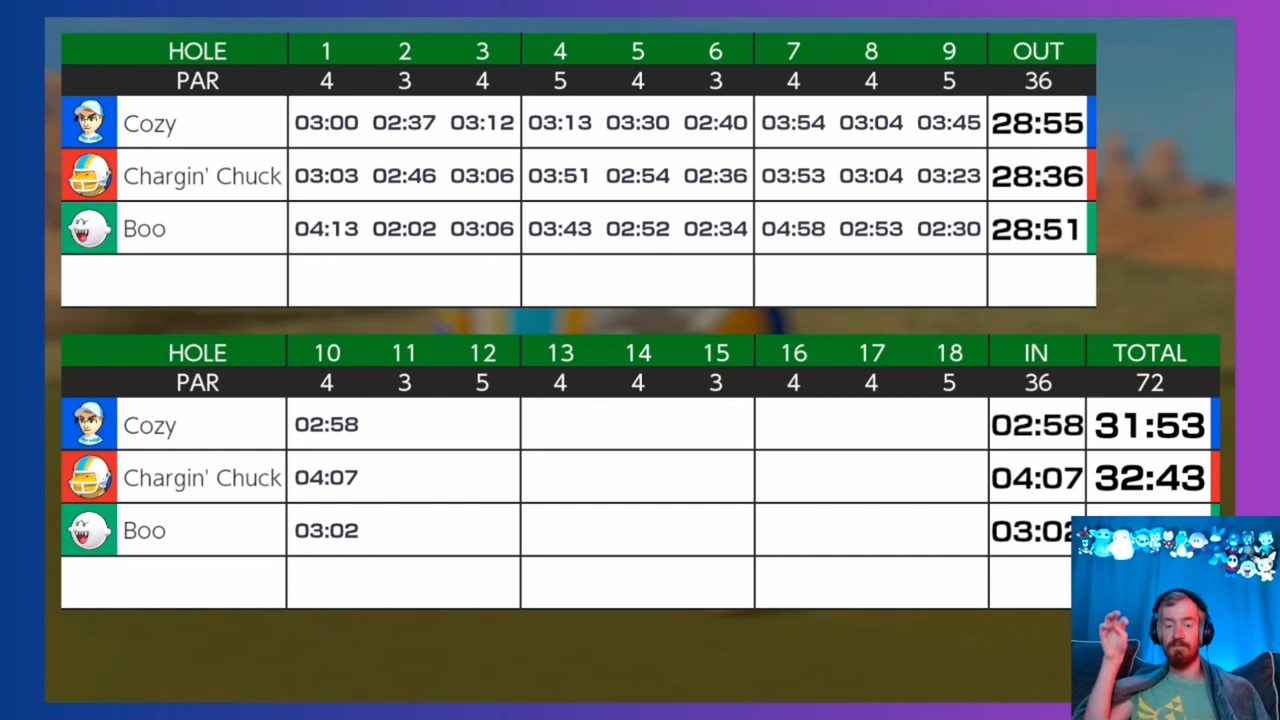 HOLE 1 2 3 4 5 6 7 8 9 OUT
PAR 4 3 4 5 4 3 4 4 5 36
Cozy 03:00 02:37 03:12 03:13 03:30 02:40 03:54 03:04 03:45 28:55
Chargin' Chuck 03:03 02:46 03:06 03:51 02:54 02:36 03:53 03:04 03:23 28:36
Boo 04:13 02:02 03:06 03:43 02:52 02:34 04:58 02:53 02:30 28:51
HOLE 10 11 12 13 14 15 16 17 18 IN TOTAL
PAR 4 3 5 4 4 3 4 4 5 36 72
Cozy 02:58 02:58 31:53
Chargin' Chuck 04:07 04:07 32:43
Boo 03:02 03:02